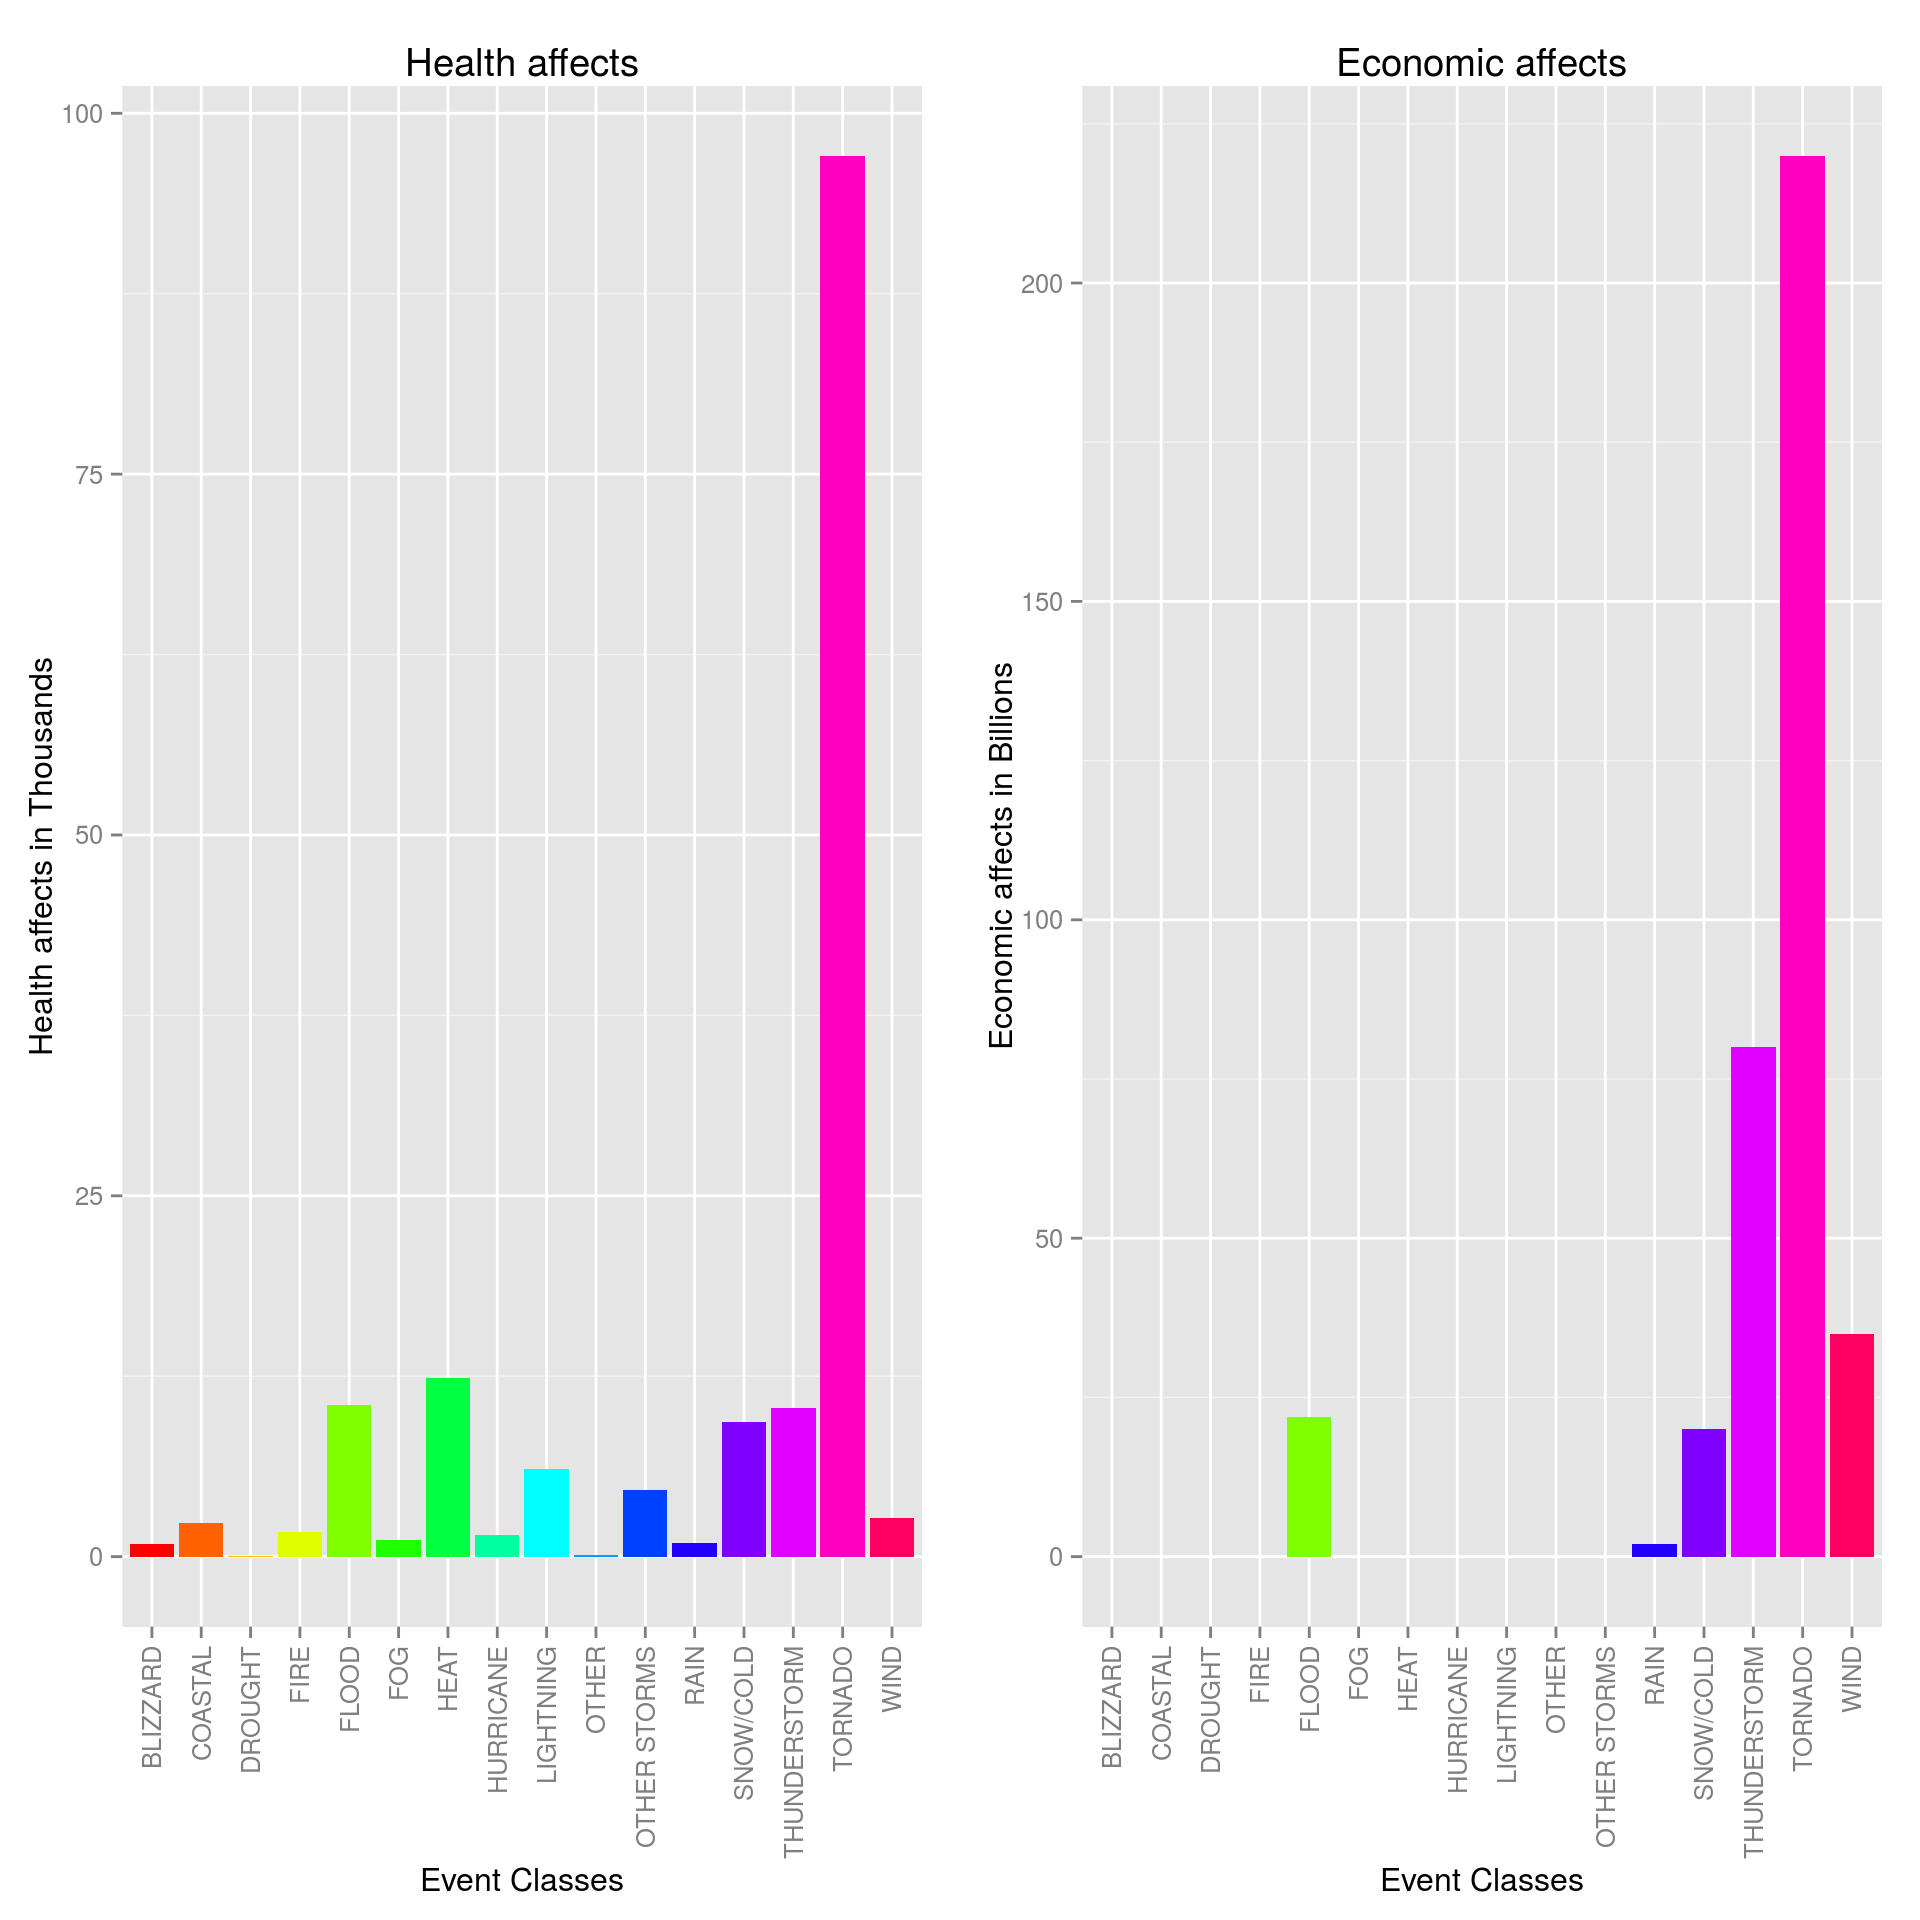 Health affects
Health affects in Thousands
100
75
50
25
0
BLIZZARD
COASTAL
DROUGHT
FIRE
FLOOD
FOG
HEAT
HURRICANE
LIGHTNING
OTHER
OTHER STORMS
RAIN
SNOW/COLD
THUNDERSTORM
TORNADO
WIND
Event Classes
Economic affects
Economic affects in Billions
200
150
100
50
0
BLIZZARD
COASTAL
DROUGHT
FIRE
FLOOD
FOG
HEAT
HURRICANE
LIGHTNING
OTHER
OTHER STORMS
RAIN
SNOW/COLD
THUNDERSTORM
TORNADO
WIND
Event Classes